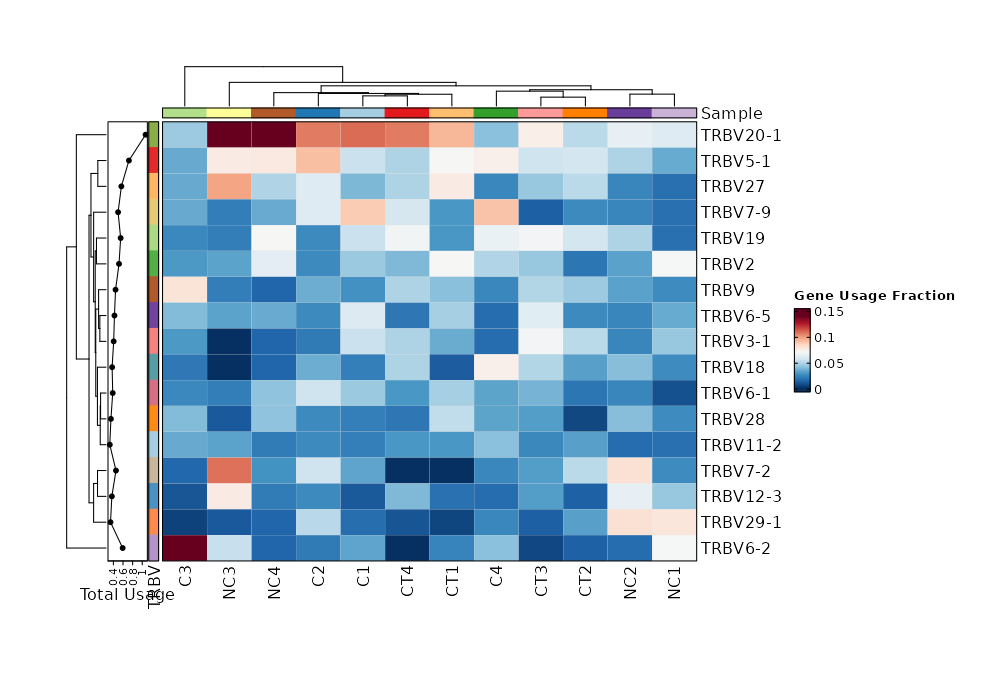 Sample
TRBV20-1
TRBV5-1
TRBV27
TRBV7-9
TRBV19
TRBV2
TRBV9
TRBV6-5
TRBV3-1
TRBV18
TRBV6-1
TRBV28
TRBV11-2
TRBV7-2
TRBV12-3
TRBV29-1
TRBV6-2
Gene Usage Fraction
0.15
0.1
0.05
0
0.4
0.6
0.8
1
Total Usage
TRBV
C3
NC3
NC4
C2
C1
CT4
CT1
C4
CT3
CT2
NC2
NC1